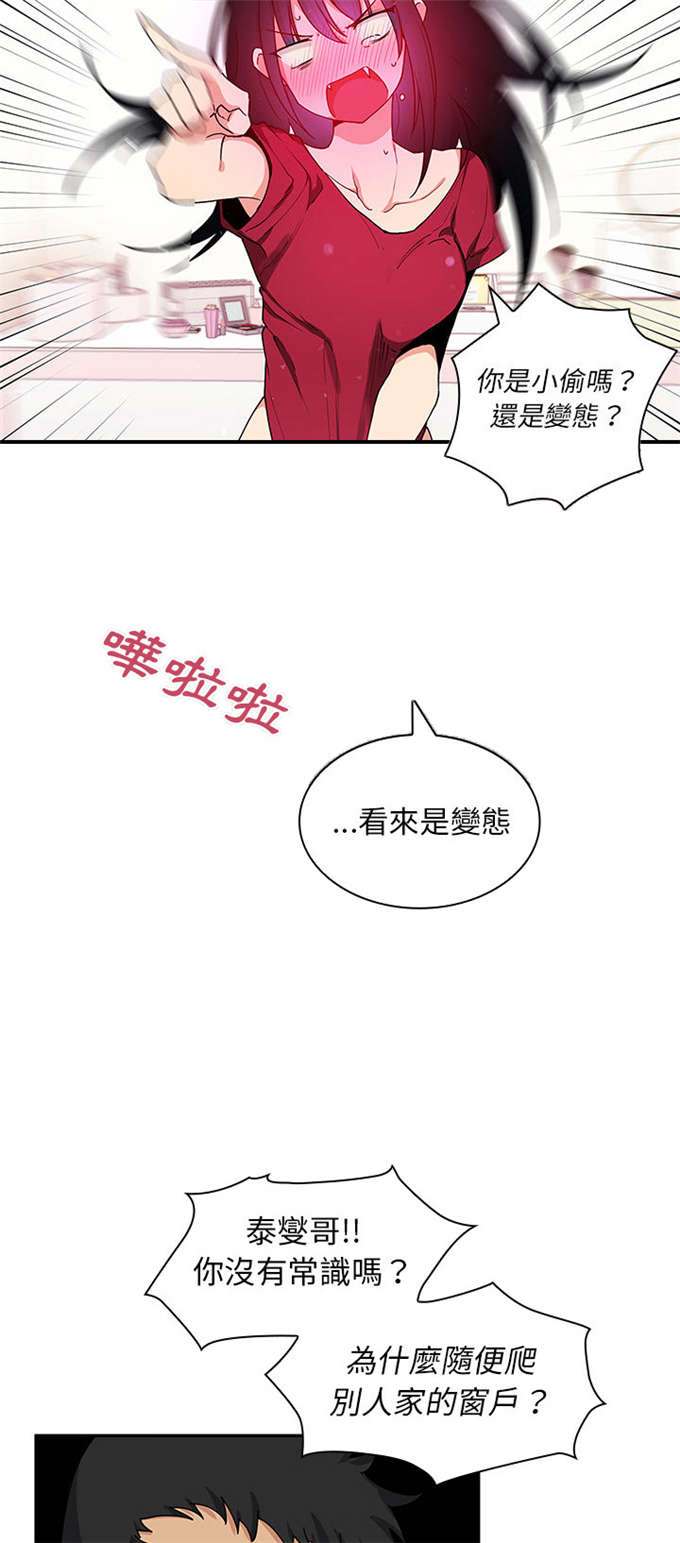 你是小偷嗎？
還是變態？
嘩啦啦
…看來是變態
泰燮哥!!
你沒有常識嗎？
為什麼隨便爬
別人家的窗戶？